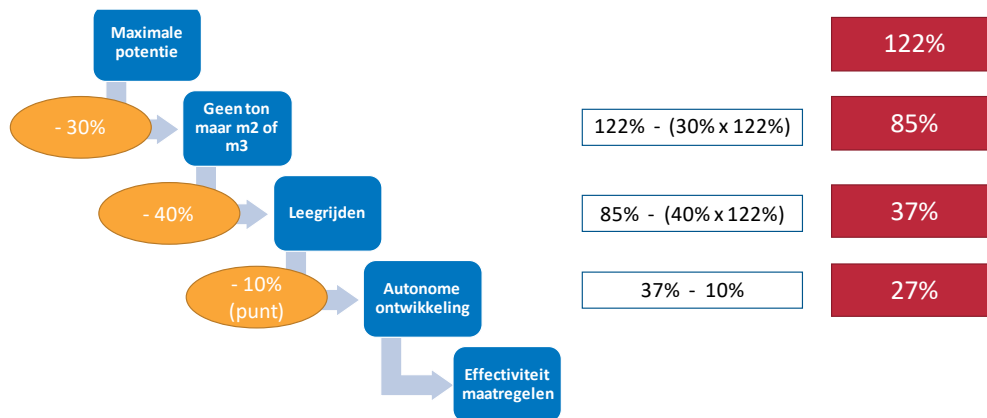 Maximale
potentie
122%
- 30%
Geen ton
maar m2 of
m3
122% - (30% x 122%)
85%
- 40%
Leegrijden
85% - (40% x 122%)
37%
- 10%
(punt)
Autonome
ontwikkeling
37% - 10%
27%
Effectiviteit
maatregelen